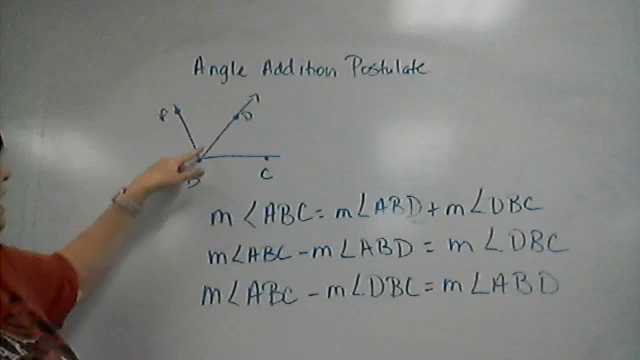 Angle Addition Postulate
A
D
B
C
m∠ABC = m∠ABD + m∠DBC
m∠ABC - m∠ABD = m∠DBC
m∠ABC - m∠DBC = m∠ABD